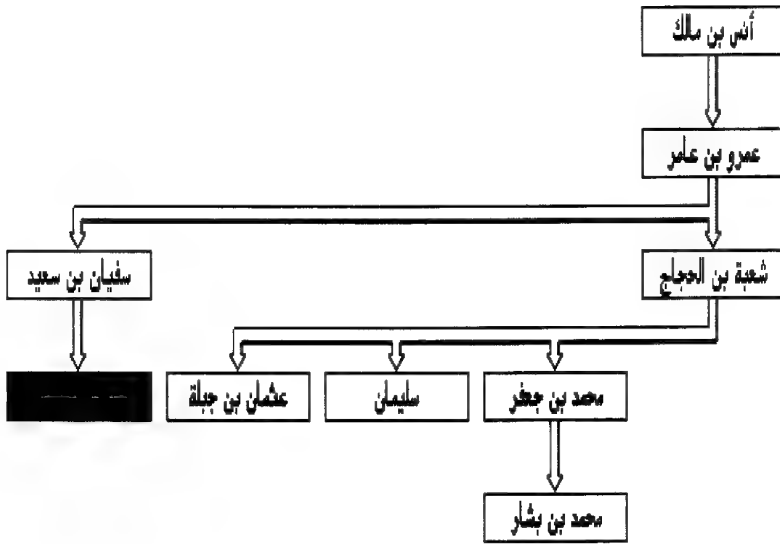 أنس بن مالك
عمرو بن عامر
شعبة بن الحجاج
سفيان بن سعيد
محمد بن جعفر
سليمان
عثمان بن جبلة
محمد بن بشار